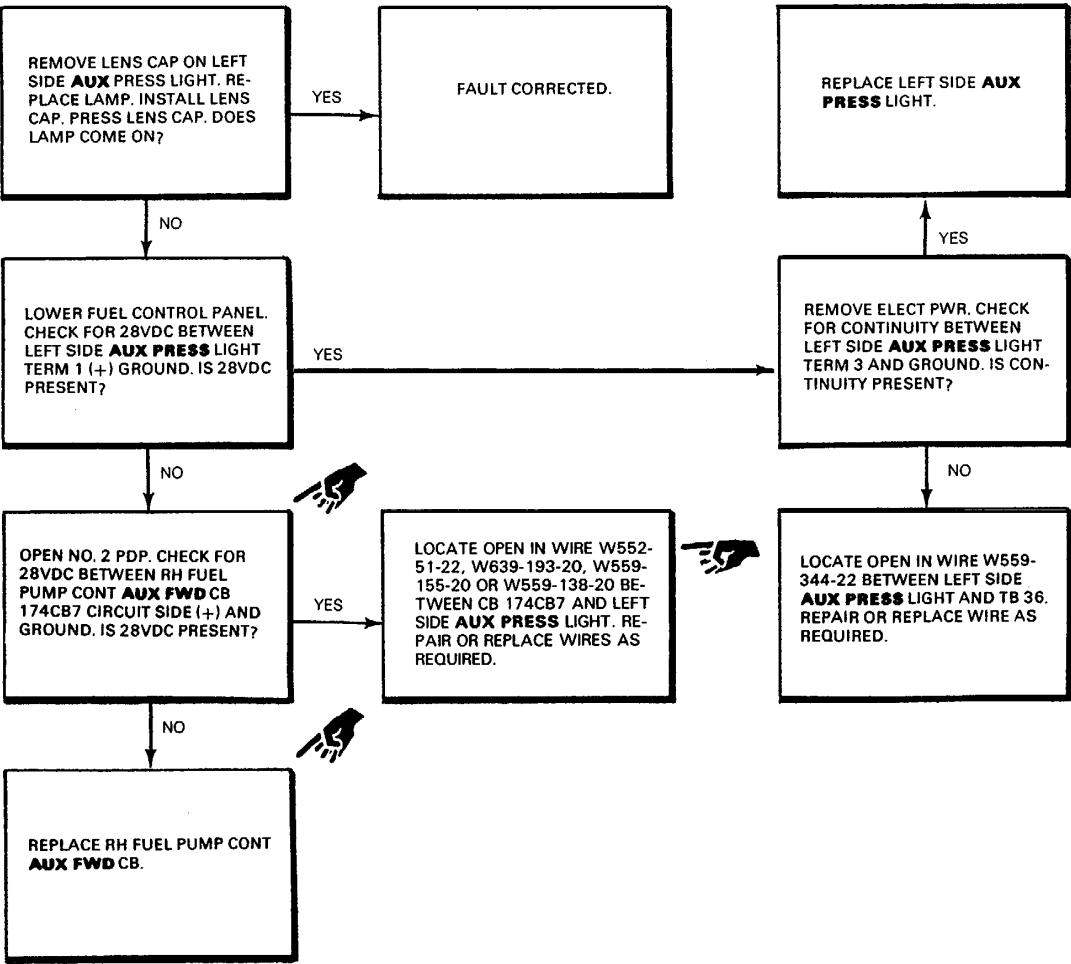 REMOVE LENS CAP ON LEFT
SIDE AUX PRESS LIGHT. RE-
PLACE LAMP. INSTALL LENS
CAP. PRESS LENS CAP. DOES
LAMP COME ON?
YES
FAULT CORRECTED.
REPLACE LEFT SIDE AUX
PRESS LIGHT.
NO
YES
LOWER FUEL CONTROL PANEL.
CHECK FOR 28VDC BETWEEN
LEFT SIDE AUX PRESS LIGHT
TERM 1 (+) GROUND. IS 28VDC
PRESENT?
YES
REMOVE ELECT PWR. CHECK
FOR CONTINUITY BETWEEN
LEFT SIDE AUX PRESS LIGHT
TERM 3 AND GROUND. IS CON-
TINUITY PRESENT?
NO
NO
OPEN NO. 2 PDP. CHECK FOR
28VDC BETWEEN RH FUEL
PUMP CONT AUX FWD CB
174CB7 CIRCUIT SIDE (+) AND
GROUND. IS 28VDC PRESENT?
YES
LOCATE OPEN IN WIRE W552-
51-22, W639-193-20, W559-
155-20 OR W559-138-20 BE-
TWEEN CB 174CB7 AND LEFT
SIDE AUX PRESS LIGHT. RE-
PAIR OR REPLACE WIRES AS
REQUIRED.
LOCATE OPEN IN WIRE W559-
344-22 BETWEEN LEFT SIDE
AUX PRESS LIGHT AND TB 36.
REPAIR OR REPLACE WIRE AS
REQUIRED.
NO
REPLACE RH FUEL PUMP CONT
AUX FWD CB.